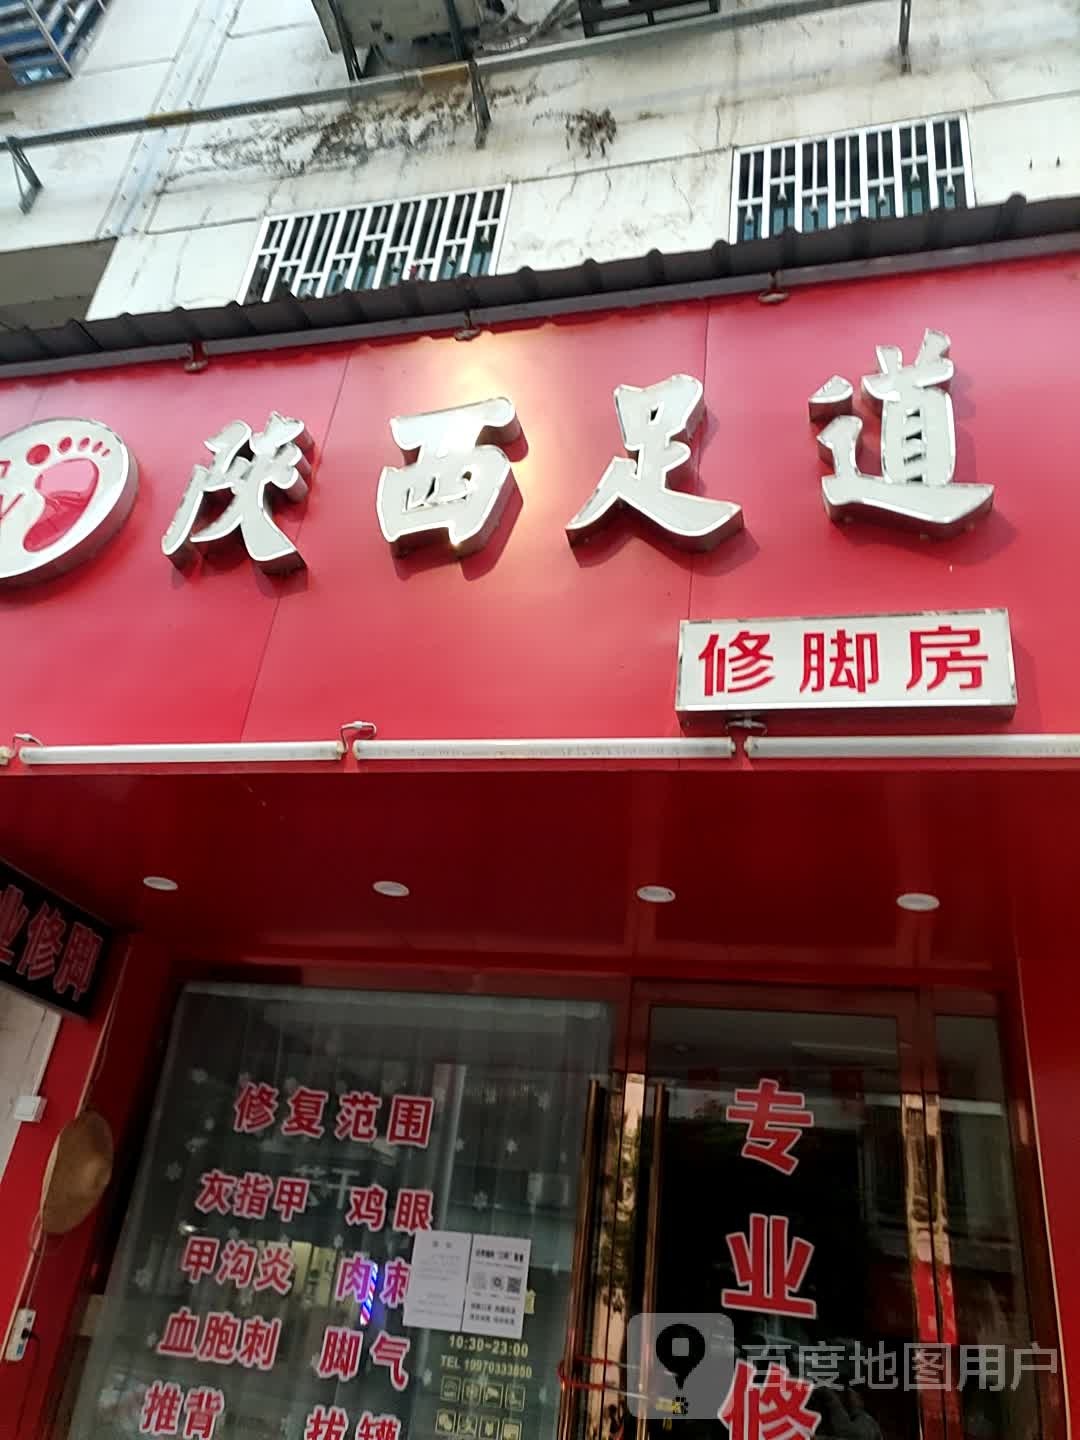 陕西足道
修脚房
业修脚
修复范围
灰指甲 鸡眼
甲沟炎 肉刺
血胞刺 脚气
推背 拔罐
10:30~23:00
TEL 19970333850
专业修
百度地图用户